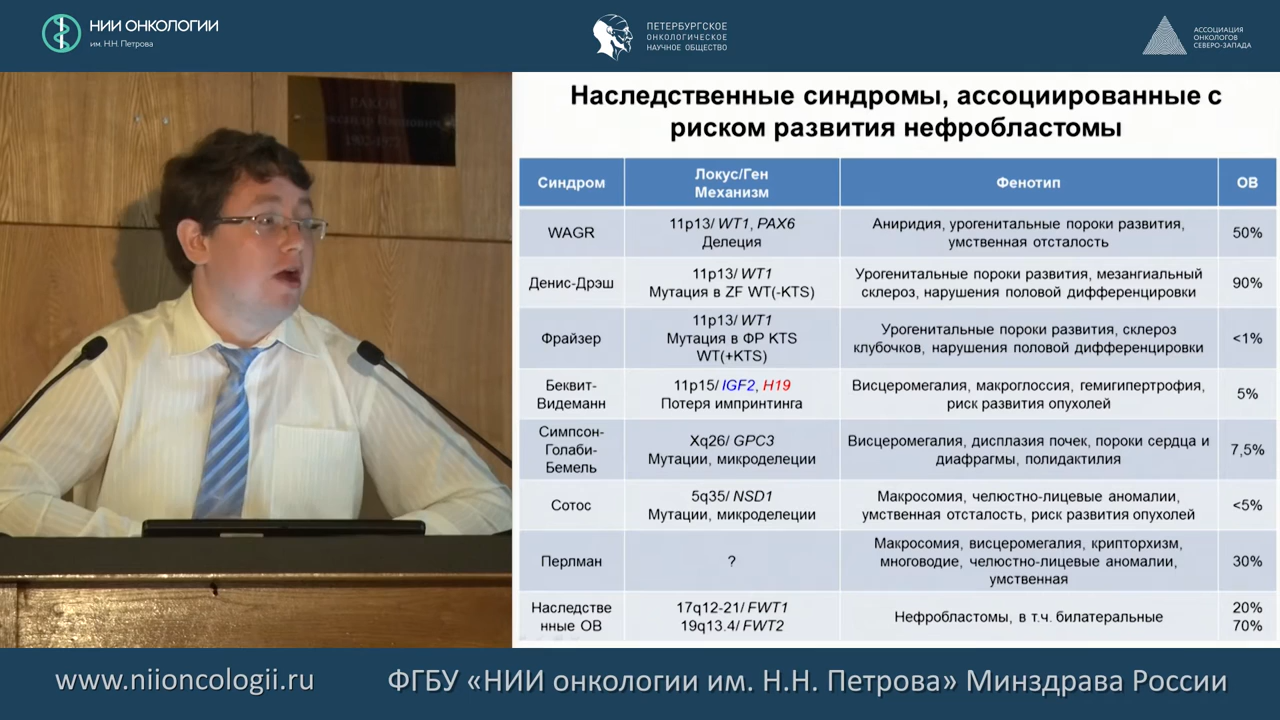 НИИ ОНКОЛОГИИ
им. Н.Н. Петрова
ПЕТЕРБУРГСКОЕ
ОНКОЛОГИЧЕСКОЕ
НАУЧНОЕ ОБЩЕСТВО
АССОЦИАЦИЯ
ОНКОЛОГОВ
СЕВЕРО-ЗАПАДА
Наследственные синдромы, ассоциированные с
риском развития нефробластомы
Синдром
Локус/Ген
Механизм
Фенотип
ОВ
WAGR
11p13/ WT1, PAX6
Делеция
Аниридия, урогенитальные пороки развития,
умственная отсталость
50%
Денис-Дрэш
11p13/ WT1
Мутация в ZF WT(-KTS)
Урогенитальные пороки развития, мезангиальный
склероз, нарушения половой дифференцировки
90%
Фрайзер
11p13/ WT1
Мутация в ФР KTS
WT(+KTS)
Урогенитальные пороки развития, склероз
клубочков, нарушения половой дифференцировки
<1%
Беквит-
Видеманн
11p15/ IGF2, H19
Потеря импринтинга
Висцеромегалия, макроглоссия, гемигипертрофия,
риск развития опухолей
5%
Симпсон-
Голаби-
Бемель
Xq26/ GPC3
Мутации, микроделеции
Висцеромегалия, дисплазия почек, пороки сердца и
диафрагмы, полидактилия
7,5%
Сотос
5q35/ NSD1
Мутации, микроделеции
Макросомия, челюстно-лицевые аномалии,
умственная отсталость, риск развития опухолей
<5%
Перлман
?
Макросомия, висцеромегалия, крипторхизм,
многоводие, челюстно-лицевые аномалии,
умственная
30%
Наследстве
нные ОВ
17q12-21/ FWT1
19q13.4/ FWT2
Нефробластомы, в т.ч. билатеральные
20%
70%
www.niioncologii.ru
ФГБУ «НИИ онкологии им. Н.Н. Петрова» Минздрава России